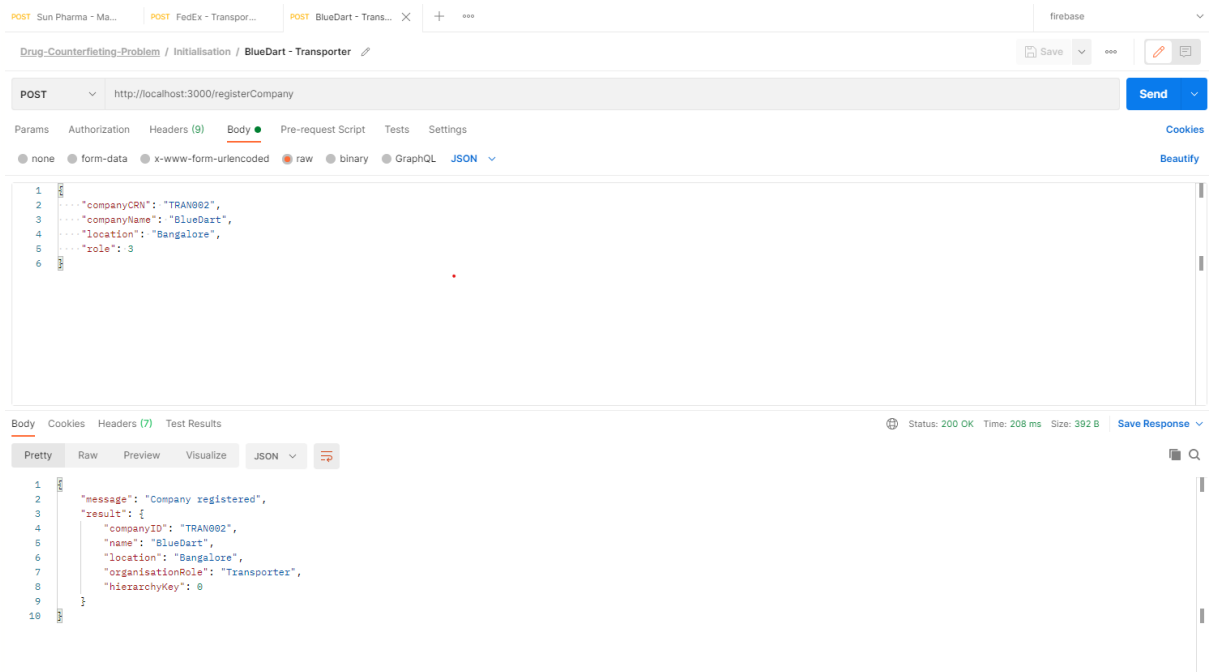 POST Sun Pharma - Ma... POST FedEx - Transpor... POST BlueDart - Trans... firebase
Drug-Counterfieting-Problem / Initialisation / BlueDart - Transporter Save
POST http://localhost:3000/registerCompany Send
Params Authorization Headers (9) Body Pre-request Script Tests Settings Cookies
none form-data x-www-form-urlencoded raw binary GraphQL JSON Beautify
1 {
2 "companyCRN": "TRAN002",
3 "companyName": "BlueDart",
4 "location": "Bangalore",
5 "role": 3
6 }
Body Cookies Headers (7) Test Results Status: 200 OK Time: 208 ms Size: 392 B Save Response
Pretty Raw Preview Visualize JSON
1 {
2 "message": "Company registered",
3 "result": {
4 "companyID": "TRAN002",
5 "name": "BlueDart",
6 "location": "Bangalore",
7 "organisationRole": "Transporter",
8 "hierarchyKey": 0
9 }
10 }